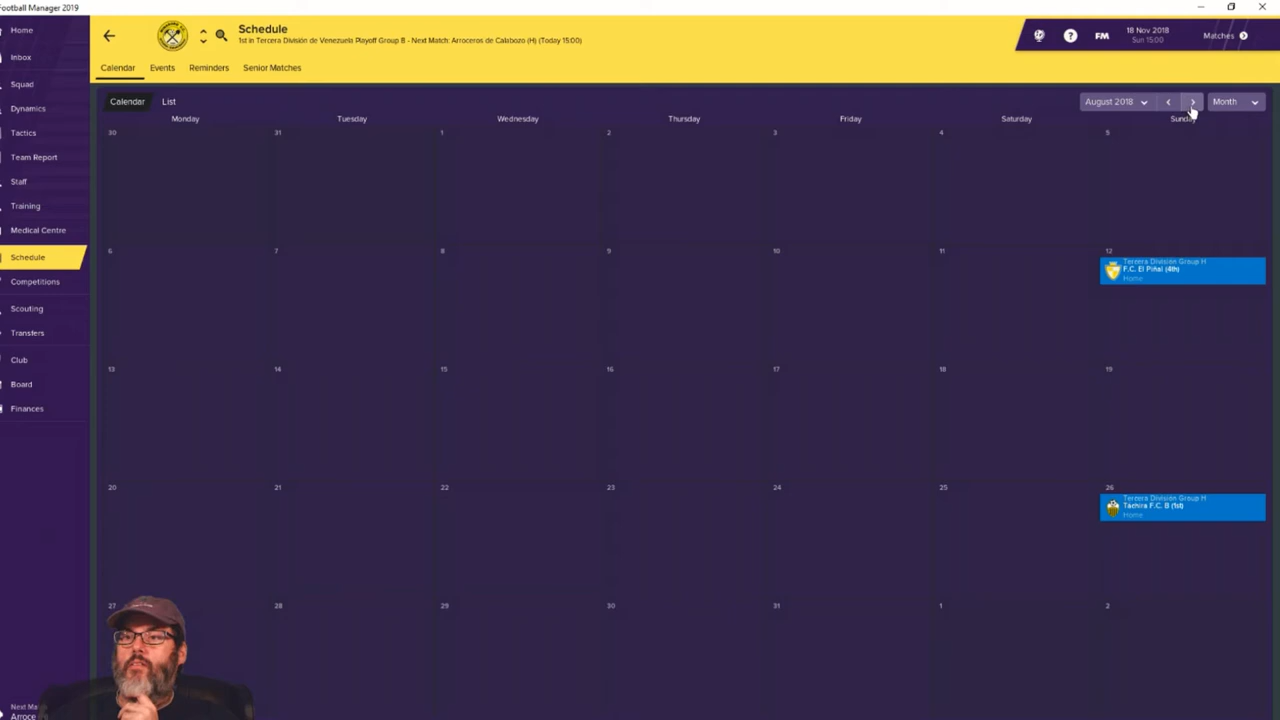 Football Manager 2019
Home
Inbox
Squad
Dynamics
Tactics
Team Report
Staff
Training
Medical Centre
Schedule
Competitions
Scouting
Transfers
Club
Board
Finances
Next Mat
Arroce
Schedule
1st in Tercera División de Venezuela Playoff Group B - Next Match: Arroceros de Calabozo (H) (Today 15:00)
FM
18 Nov 2018
Sun 15:00
Matches
Calendar Events Reminders Senior Matches
Calendar List
August 2018
Month
Monday Tuesday Wednesday Thursday Friday Saturday Sunday
30 31 1 2 3 4 5
6 7 8 9 10 11 12
Tercera División Group H
F.C. El Piñal (4th)
Home
13 14 15 16 17 18 19
20 21 22 23 24 25 26
Tercera División Group H
Táchira F.C. B (1st)
Home
27 28 29 30 31 1 2